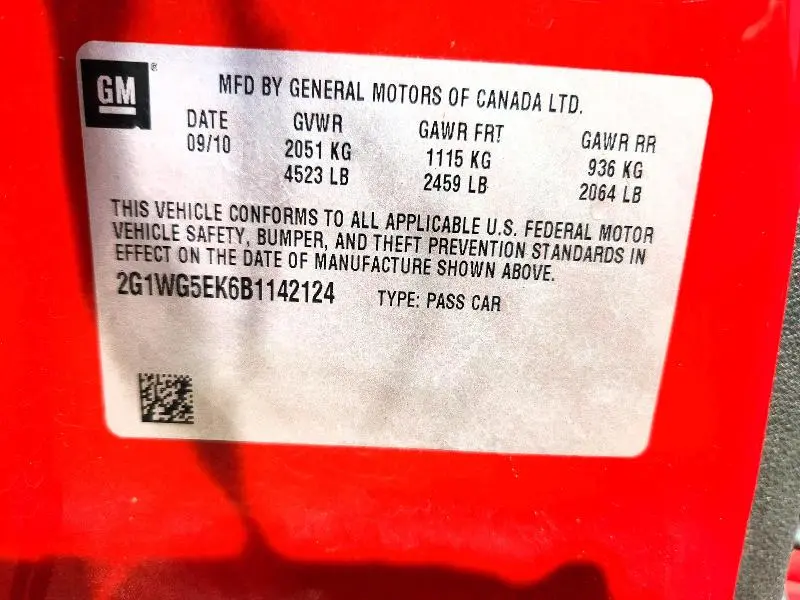 GM ®
MFD BY GENERAL MOTORS OF CANADA LTD.
DATE GVWR GAWR FRT GAWR RR
09/10 2051 KG 1115 KG 936 KG
4523 LB 2459 LB 2064 LB
THIS VEHICLE CONFORMS TO ALL APPLICABLE U.S. FEDERAL MOTOR
VEHICLE SAFETY, BUMPER, AND THEFT PREVENTION STANDARDS IN
EFFECT ON THE DATE OF MANUFACTURE SHOWN ABOVE.
2G1WG5EK6B1142124 TYPE: PASS CAR